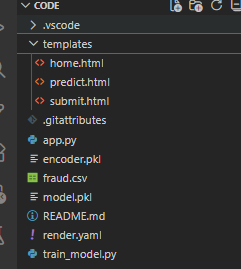 CODE
.vscode
templates
home.html
predict.html
submit.html
.gitattributes
app.py
encoder.pkl
fraud.csv
model.pkl
README.md
render.yaml
train_model.py